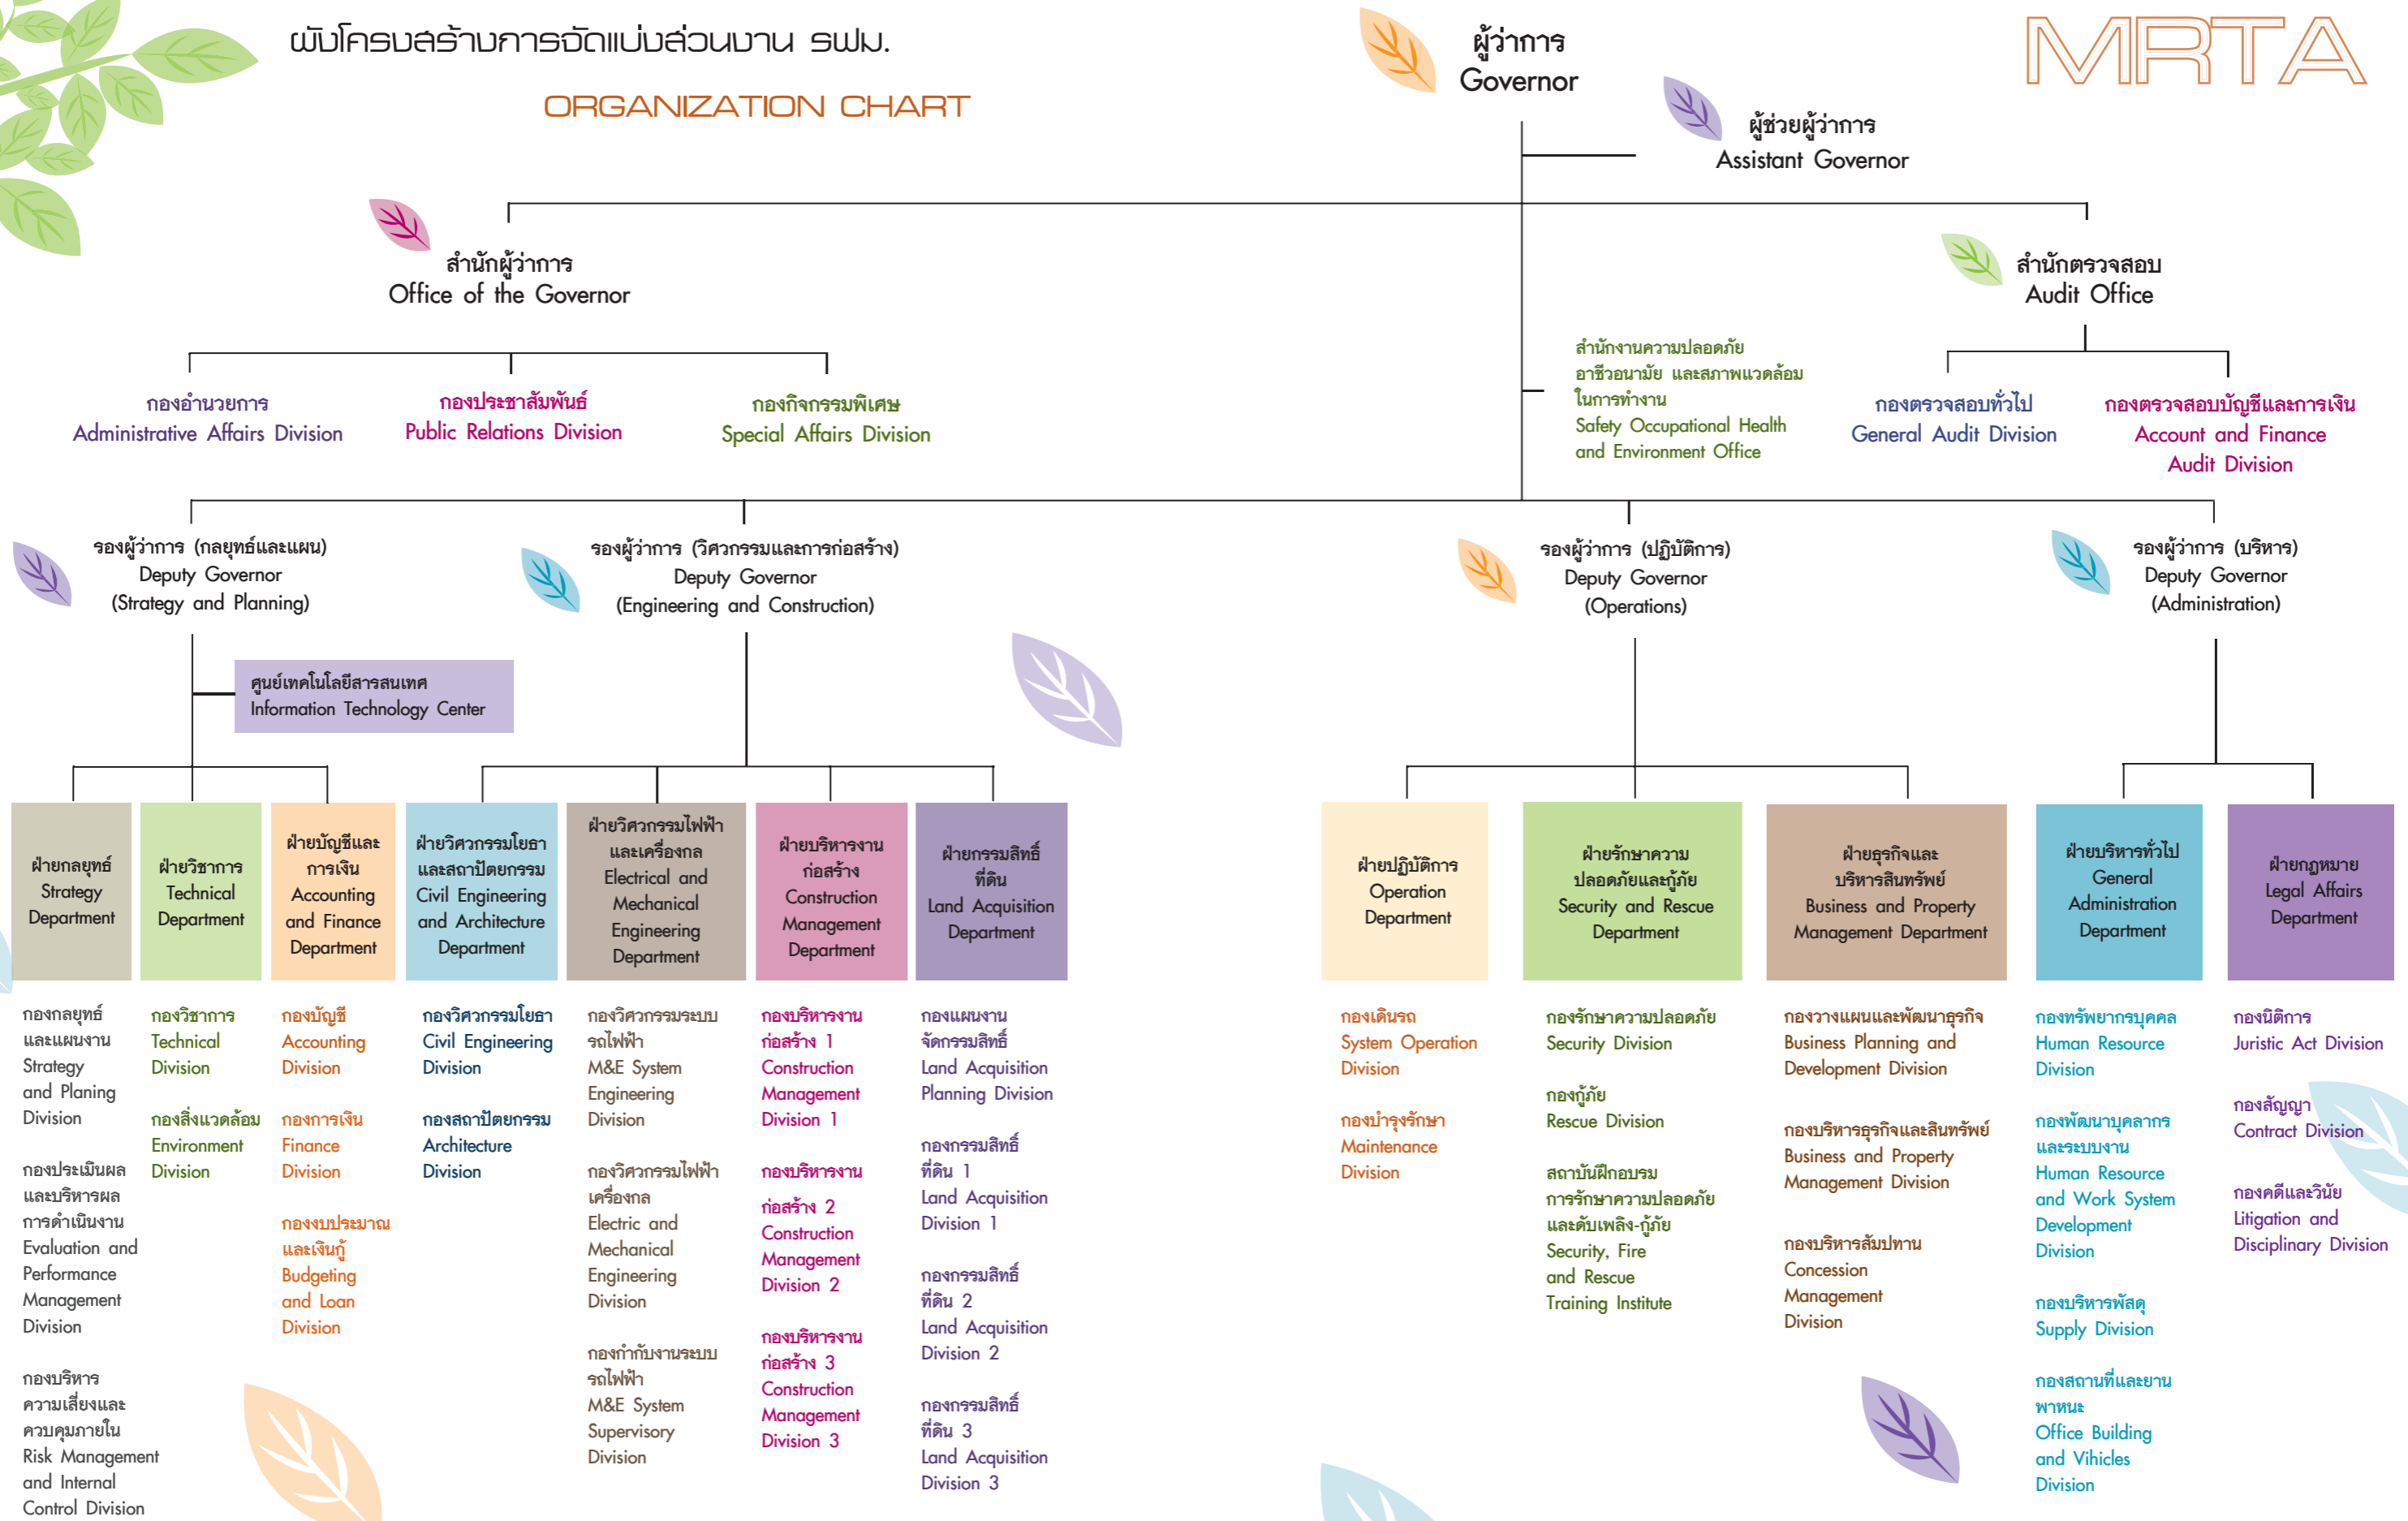 ผังโครงสร้างการจัดแบ่งส่วนงาน รฟม.
ORGANIZATION CHART
MRTA
ผู้ว่าการ
Governor
ผู้ช่วยผู้ว่าการ
Assistant Governor
สำนักผู้ว่าการ
Office of the Governor
สำนักตรวจสอบ
Audit Office
กองอำนวยการ
Administrative Affairs Division
กองประชาสัมพันธ์
Public Relations Division
กองกิจกรรมพิเศษ
Special Affairs Division
สำนักงานความปลอดภัย
อาชีวอนามัย และสภาพแวดล้อม
ในการทำงาน
Safety Occupational Health
and Environment Office
กองตรวจสอบทั่วไป
General Audit Division
กองตรวจสอบบัญชีและการเงิน
Account and Finance
Audit Division
รองผู้ว่าการ (กลยุทธ์และแผน)
Deputy Governor
(Strategy and Planning)
รองผู้ว่าการ (วิศวกรรมและการก่อสร้าง)
Deputy Governor
(Engineering and Construction)
รองผู้ว่าการ (ปฏิบัติการ)
Deputy Governor
(Operations)
รองผู้ว่าการ (บริหาร)
Deputy Governor
(Administration)
ศูนย์เทคโนโลยีสารสนเทศ
Information Technology Center
ฝ่ายกลยุทธ์
Strategy
Department
ฝ่ายวิชาการ
Technical
Department
ฝ่ายบัญชีและ
การเงิน
Accounting
and Finance
Department
ฝ่ายวิศวกรรมโยธา
และสถาปัตยกรรม
Civil Engineering
and Architecture
Department
ฝ่ายวิศวกรรมไฟฟ้า
และเครื่องกล
Electrical and
Mechanical
Engineering
Department
ฝ่ายบริหารงาน
ก่อสร้าง
Construction
Management
Department
ฝ่ายกรรมสิทธิ์
ที่ดิน
Land Acquisition
Department
ฝ่ายปฏิบัติการ
Operation
Department
ฝ่ายรักษาความ
ปลอดภัยและกู้ภัย
Security and Rescue
Department
ฝ่ายธุรกิจและ
บริหารสินทรัพย์
Business and Property
Management Department
ฝ่ายบริหารทั่วไป
General
Administration
Department
ฝ่ายกฎหมาย
Legal Affairs
Department
กองกลยุทธ์
และแผนงาน
Strategy
and Planing
Division
กองประเมินผล
และบริหารผล
การดำเนินงาน
Evaluation and
Performance
Management
Division
กองบริหาร
ความเสี่ยงและ
ควบคุมภายใน
Risk Management
and Internal
Control Division
กองวิชาการ
Technical
Division
กองสิ่งแวดล้อม
Environment
Division
กองบัญชี
Accounting
Division
กองการเงิน
Finance
Division
กองงบประมาณ
และเงินกู้
Budgeting
and Loan
Division
กองวิศวกรรมโยธา
Civil Engineering
Division
กองสถาปัตยกรรม
Architecture
Division
กองวิศวกรรมระบบ
รถไฟฟ้า
M&E System
Engineering
Division
กองวิศวกรรมไฟฟ้า
เครื่องกล
Electric and
Mechanical
Engineering
Division
กองกำกับงานระบบ
รถไฟฟ้า
M&E System
Supervisory
Division
กองบริหารงาน
ก่อสร้าง 1
Construction
Management
Division 1
กองบริหารงาน
ก่อสร้าง 2
Construction
Management
Division 2
กองบริหารงาน
ก่อสร้าง 3
Construction
Management
Division 3
กองแผนงาน
จัดกรรมสิทธิ์
Land Acquisition
Planning Division
กองกรรมสิทธิ์
ที่ดิน 1
Land Acquisition
Division 1
กองกรรมสิทธิ์
ที่ดิน 2
Land Acquisition
Division 2
กองกรรมสิทธิ์
ที่ดิน 3
Land Acquisition
Division 3
กองเดินรถ
System Operation
Division
กองบำรุงรักษา
Maintenance
Division
กองรักษาความปลอดภัย
Security Division
กองกู้ภัย
Rescue Division
สถาบันฝึกอบรม
การรักษาความปลอดภัย
และดับเพลิง-กู้ภัย
Security, Fire
and Rescue
Training Institute
กองวางแผนและพัฒนาธุรกิจ
Business Planning and
Development Division
กองบริหารธุรกิจและสินทรัพย์
Business and Property
Management Division
กองบริหารสัมปทาน
Concession
Management
Division
กองทรัพยากรบุคคล
Human Resource
Division
กองพัฒนาบุคลากร
และระบบงาน
Human Resource
and Work System
Development
Division
กองบริหารพัสดุ
Supply Division
กองสถานที่และยาน
พาหนะ
Office Building
and Vihicles
Division
กองนิติการ
Juristic Act Division
กองสัญญา
Contract Division
กองคดีและวินัย
Litigation and
Disciplinary Division